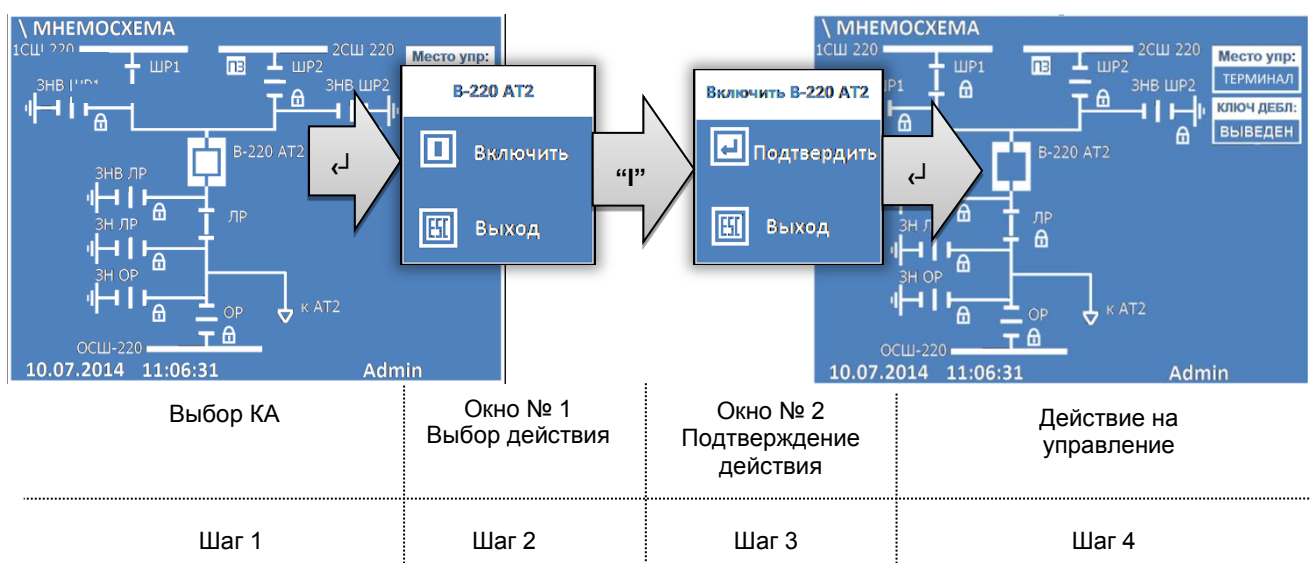 \ МНЕМОСХЕМА
1СШ 220
2СШ 220
ШР1
ПЗ
ШР2
Место упр:
ЗНВ ШР2
В-220 АТ2
ЗНВ ЛР
ЛР
ЗН ЛР
ЗН ОР
ОР
к АТ2
ОСШ-220
10.07.2014 11:06:31 Admin
В-220 АТ2
Включить
ESC Выход
"I"
Включить В-220 АТ2
Подтвердить
ESC Выход
\ МНЕМОСХЕМА
1СШ 220
2СШ 220
ШР1
ПЗ
ШР2
Место упр:
ТЕРМИНАЛ
ЗНВ ШР2
КЛЮЧ ДЕБЛ:
ВЫВЕДЕН
В-220 АТ2
ЛР
ЗН ОР
ОР
к АТ2
ОСШ-220
10.07.2014 11:06:31 Admin
Выбор КА
Окно № 1
Выбор действия
Окно № 2
Подтверждение
действия
Действие на
управление
Шаг 1
Шаг 2
Шаг 3
Шаг 4